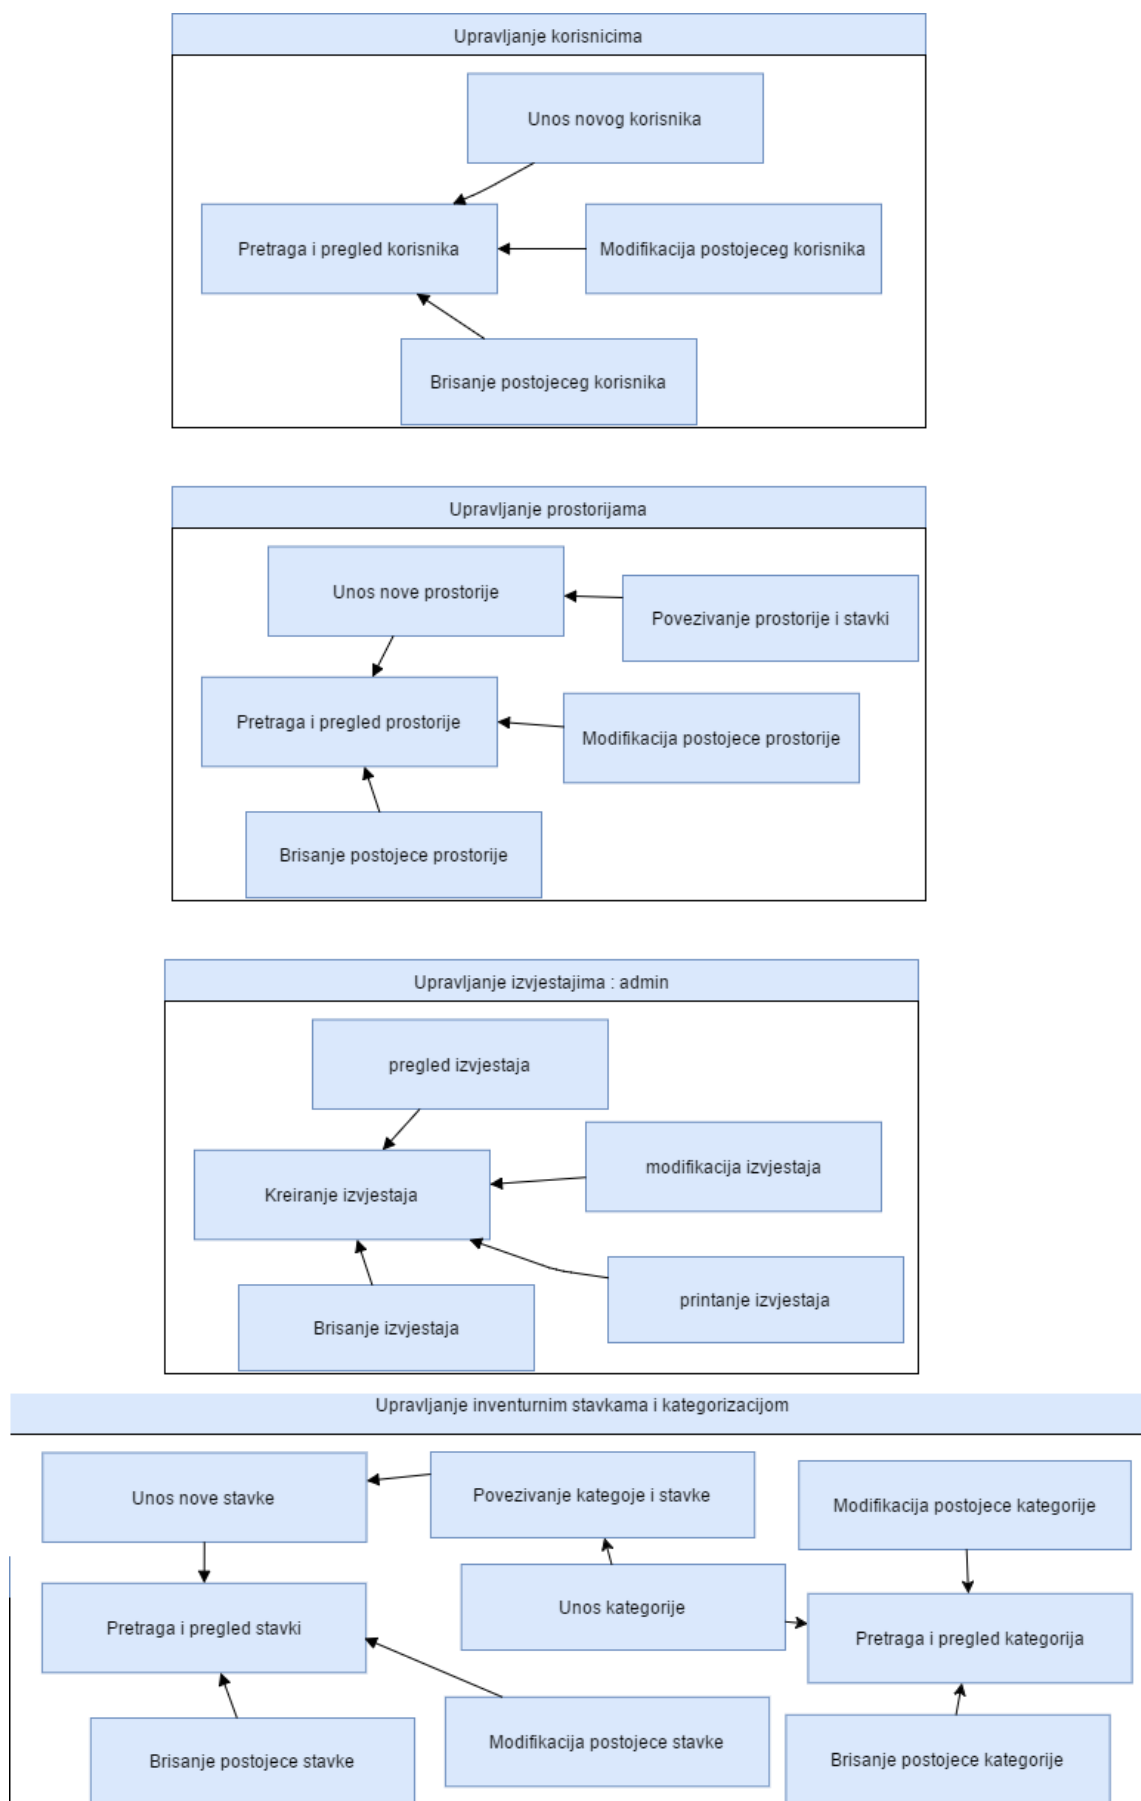 Upravljanje korisnicima
Unos novog korisnika
Pretraga i pregled korisnika
Modifikacija postojeceg korisnika
Brisanje postojeceg korisnika
Upravljanje prostorijama
Unos nove prostorije
Povezivanje prostorije i stavki
Pretraga i pregled prostorije
Modifikacija postojece prostorije
Brisanje postojece prostorije
Upravljanje izvjestajima : admin
pregled izvjestaja
modifikacija izvjestaja
Kreiranje izvjestaja
printanje izvjestaja
Brisanje izvjestaja
Upravljanje inventurnim stavkama i kategorizacijom
Unos nove stavke
Povezivanje kategoje i stavke
Modifikacija postojece kategorije
Pretraga i pregled stavki
Unos kategorije
Pretraga i pregled kategorija
Brisanje postojece stavke
Modifikacija postojece stavke
Brisanje postojece kategorije